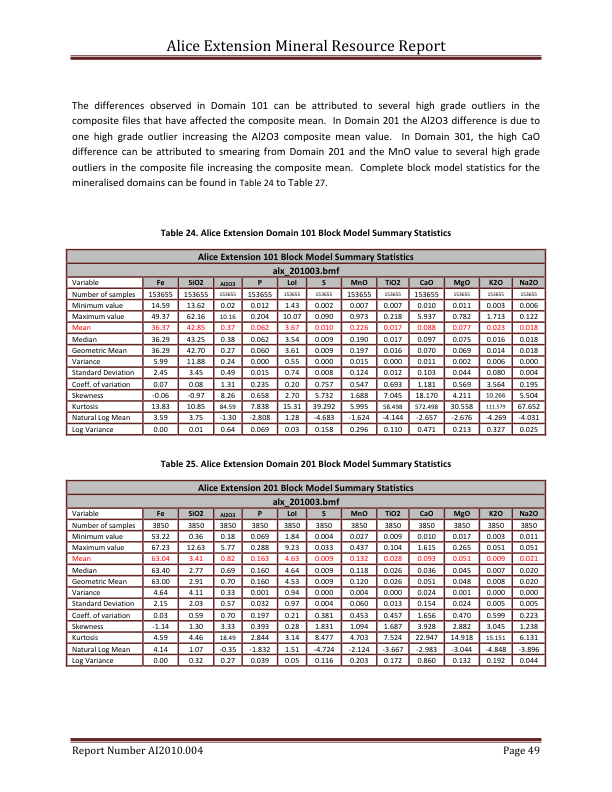 Alice Extension Mineral Resource Report
The differences observed in Domain 101 can be attributed to several high grade outliers in the
composite files that have affected the composite mean. In Domain 201 the Al2O3 difference is due to
one high grade outlier increasing the Al2O3 composite mean value. In Domain 301, the high CaO
difference can be attributed to smearing from Domain 201 and the MnO value to several high grade
outliers in the composite file increasing the composite mean. Complete block model statistics for the
mineralised domains can be found in Table 24 to Table 27.
Table 24. Alice Extension Domain 101 Block Model Summary Statistics
Alice Extension 101 Block Model Summary Statistics
alx_201003.bmf
Variable Fe SiO2 Al2O3 P LoI S MnO TiO2 CaO MgO K2O Na2O
Number of samples 153655 153655 153655 153655 153655 153655 153655 153655 153655 153655 153655 153655
Minimum value 14.59 13.62 0.02 0.012 1.43 0.002 0.007 0.007 0.010 0.011 0.003 0.006
Maximum value 49.37 62.16 10.16 0.204 10.07 0.090 0.973 0.218 5.937 0.782 1.713 0.122
Mean 36.37 42.85 0.37 0.062 3.67 0.010 0.226 0.017 0.088 0.077 0.023 0.018
Median 36.29 43.25 0.38 0.062 3.54 0.009 0.190 0.017 0.097 0.075 0.016 0.018
Geometric Mean 36.29 42.70 0.27 0.060 3.61 0.009 0.197 0.016 0.070 0.069 0.014 0.018
Variance 5.99 11.88 0.24 0.000 0.55 0.000 0.015 0.000 0.011 0.002 0.006 0.000
Standard Deviation 2.45 3.45 0.49 0.015 0.74 0.008 0.124 0.012 0.103 0.044 0.080 0.004
Coeff. of variation 0.07 0.08 1.31 0.235 0.20 0.757 0.547 0.693 1.181 0.569 3.564 0.195
Skewness -0.06 -0.97 8.26 0.658 2.70 5.732 1.688 7.045 18.170 4.211 10.266 5.504
Kurtosis 13.83 10.85 84.59 7.838 15.31 39.292 5.995 58.498 572.498 30.558 111.579 67.652
Natural Log Mean 3.59 3.75 -1.30 -2.808 1.28 -4.683 -1.624 -4.144 -2.657 -2.676 -4.269 -4.031
Log Variance 0.00 0.01 0.64 0.069 0.03 0.158 0.296 0.110 0.471 0.213 0.327 0.025
Table 25. Alice Extension Domain 201 Block Model Summary Statistics
Alice Extension 201 Block Model Summary Statistics
alx_201003.bmf
Variable Fe SiO2 Al2O3 P LoI S MnO TiO2 CaO MgO K2O Na2O
Number of samples 3850 3850 3850 3850 3850 3850 3850 3850 3850 3850 3850 3850
Minimum value 53.22 0.36 0.18 0.069 1.84 0.004 0.027 0.009 0.010 0.017 0.003 0.011
Maximum value 67.23 12.63 5.77 0.288 9.23 0.033 0.437 0.104 1.615 0.265 0.051 0.051
Mean 63.04 3.41 0.82 0.163 4.63 0.009 0.132 0.028 0.093 0.051 0.009 0.021
Median 63.40 2.77 0.69 0.160 4.64 0.009 0.118 0.026 0.036 0.045 0.007 0.020
Geometric Mean 63.00 2.91 0.70 0.160 4.53 0.009 0.120 0.026 0.051 0.048 0.008 0.020
Variance 4.64 4.11 0.33 0.001 0.94 0.000 0.004 0.000 0.024 0.001 0.000 0.000
Standard Deviation 2.15 2.03 0.57 0.032 0.97 0.004 0.060 0.013 0.154 0.024 0.005 0.005
Coeff. of variation 0.03 0.59 0.70 0.197 0.21 0.381 0.453 0.457 1.656 0.470 0.599 0.223
Skewness -1.14 1.30 3.33 0.393 0.28 1.831 1.094 1.687 3.928 2.882 3.045 1.238
Kurtosis 4.59 4.46 18.49 2.844 3.14 8.477 4.703 7.524 22.947 14.918 15.151 6.131
Natural Log Mean 4.14 1.07 -0.35 -1.832 1.51 -4.724 -2.124 -3.667 -2.983 -3.044 -4.848 -3.896
Log Variance 0.00 0.32 0.27 0.039 0.05 0.116 0.203 0.172 0.860 0.132 0.192 0.044
Report Number AI2010.004 Page 49